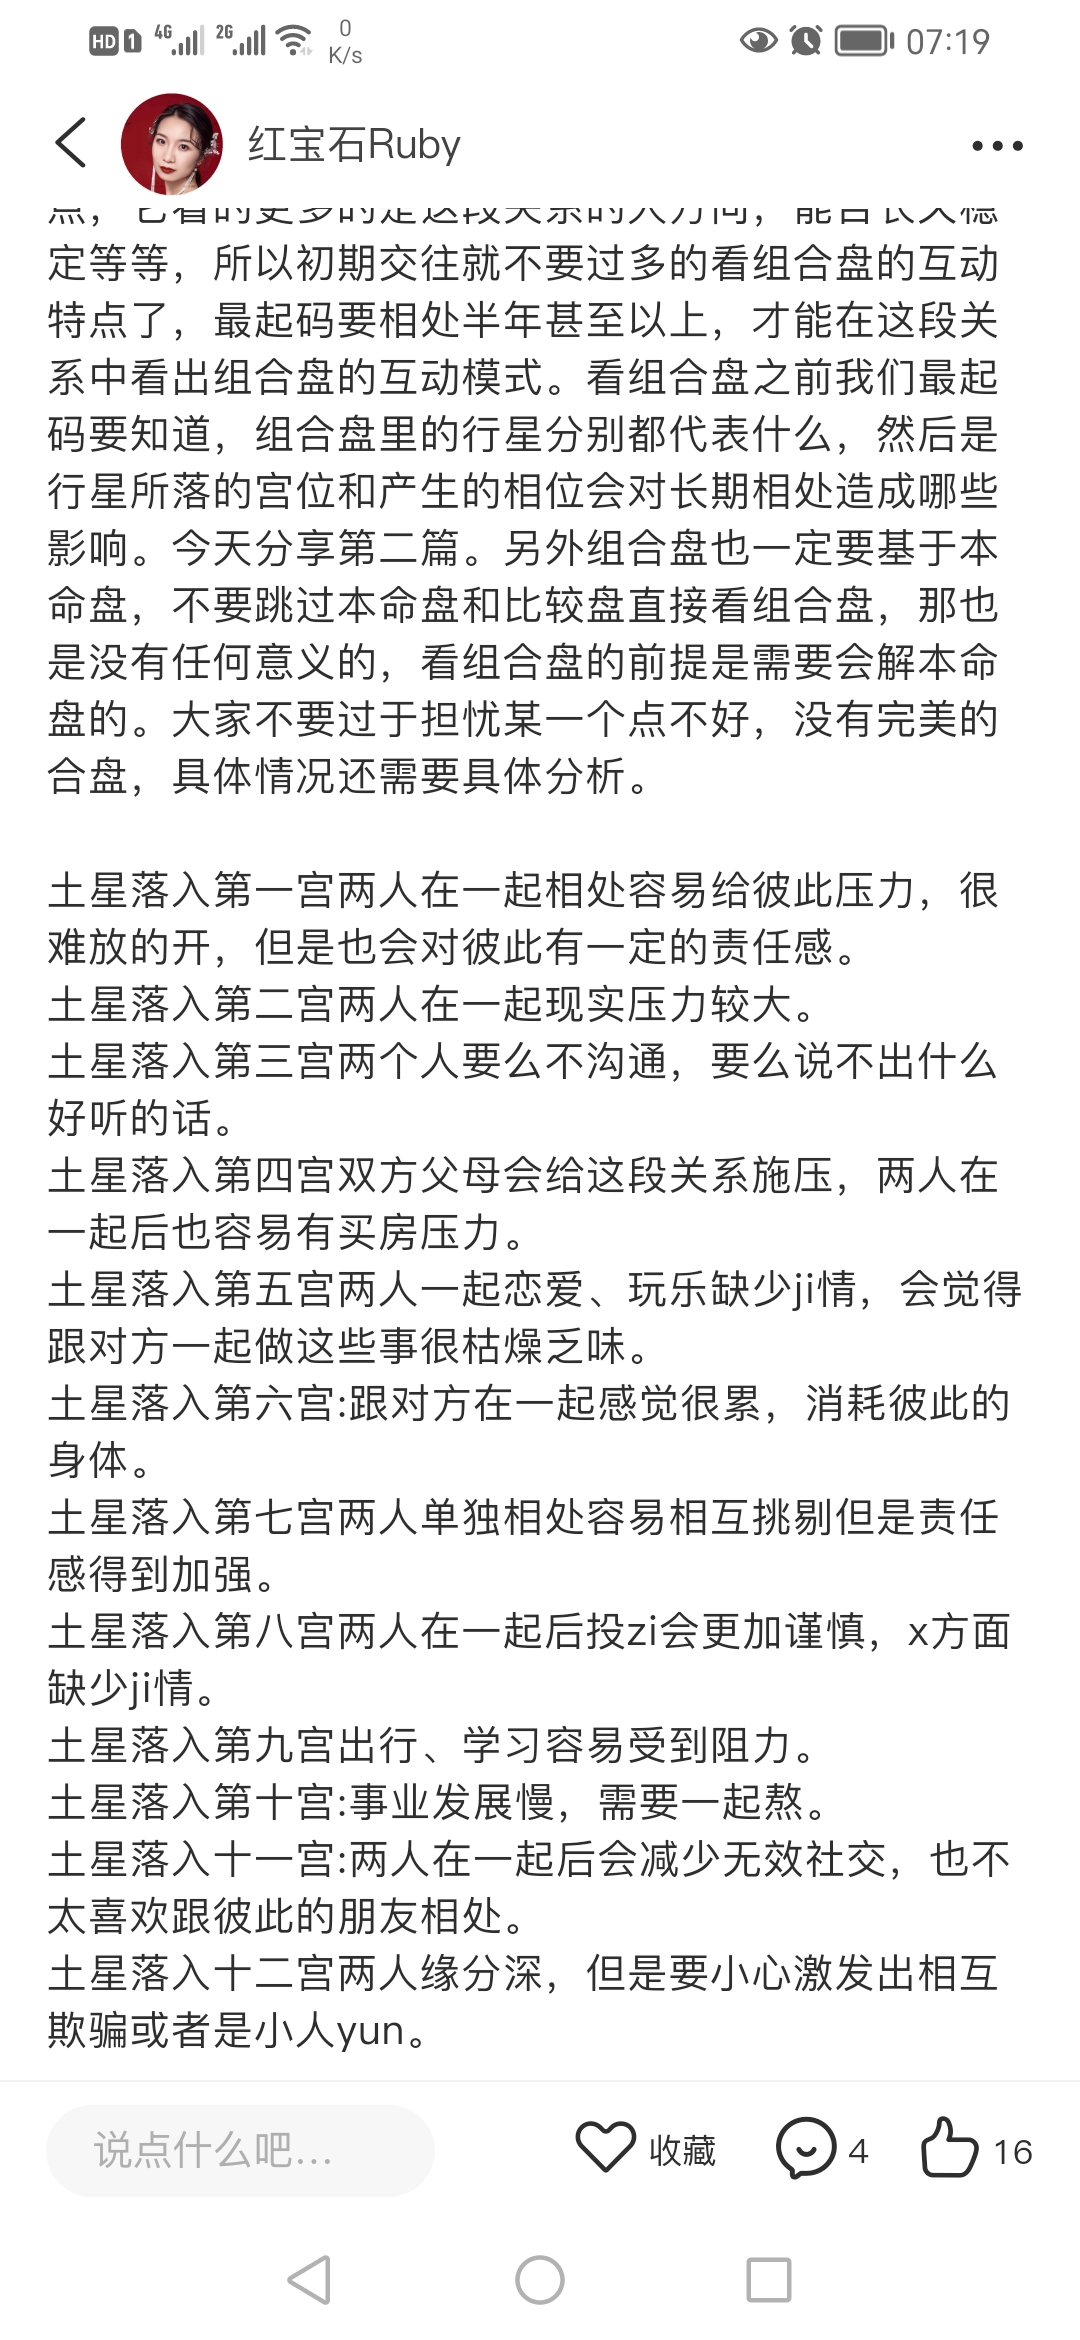 HD 1 4G 2G 0 K/s 07:19
红宝石Ruby
点，它看的更多的是这段关系的大方向，能否长久稳
定等等，所以初期交往就不要过多的看组合盘的互动
特点了，最起码要相处半年甚至以上，才能在这段关
系中看出组合盘的互动模式。看组合盘之前我们最起
码要知道，组合盘里的行星分别都代表什么，然后是
行星所落的宫位和产生的相位会对长期相处造成哪些
影响。今天分享第二篇。另外组合盘也一定要基于本
命盘，不要跳过本命盘和比较盘直接看组合盘，那也
是没有任何意义的，看组合盘的前提是需要会解本命
盘的。大家不要过于担忧某一个点不好，没有完美的
合盘，具体情况还需要具体分析。
土星落入第一宫两人在一起相处容易给彼此压力，很
难放的开，但是也会对彼此有一定的责任感。
土星落入第二宫两人在一起现实压力较大。
土星落入第三宫两个人要么不沟通，要么说不出什么
好听的话。
土星落入第四宫双方父母会给这段关系施压，两人在
一起后也容易有买房压力。
土星落入第五宫两人一起恋爱、玩乐缺少ji情，会觉得
跟对方一起做这些事很枯燥乏味。
土星落入第六宫:跟对方在一起感觉很累，消耗彼此的
身体。
土星落入第七宫两人单独相处容易相互挑剔但是责任
感得到加强。
土星落入第八宫两人在一起后投zi会更加谨慎，x方面
缺少ji情。
土星落入第九宫出行、学习容易受到阻力。
土星落入第十宫:事业发展慢，需要一起熬。
土星落入十一宫:两人在一起后会减少无效社交，也不
太喜欢跟彼此的朋友相处。
土星落入十二宫两人缘分深，但是要小心激发出相互
欺骗或者是小人yun。
说点什么吧... 收藏 4 16